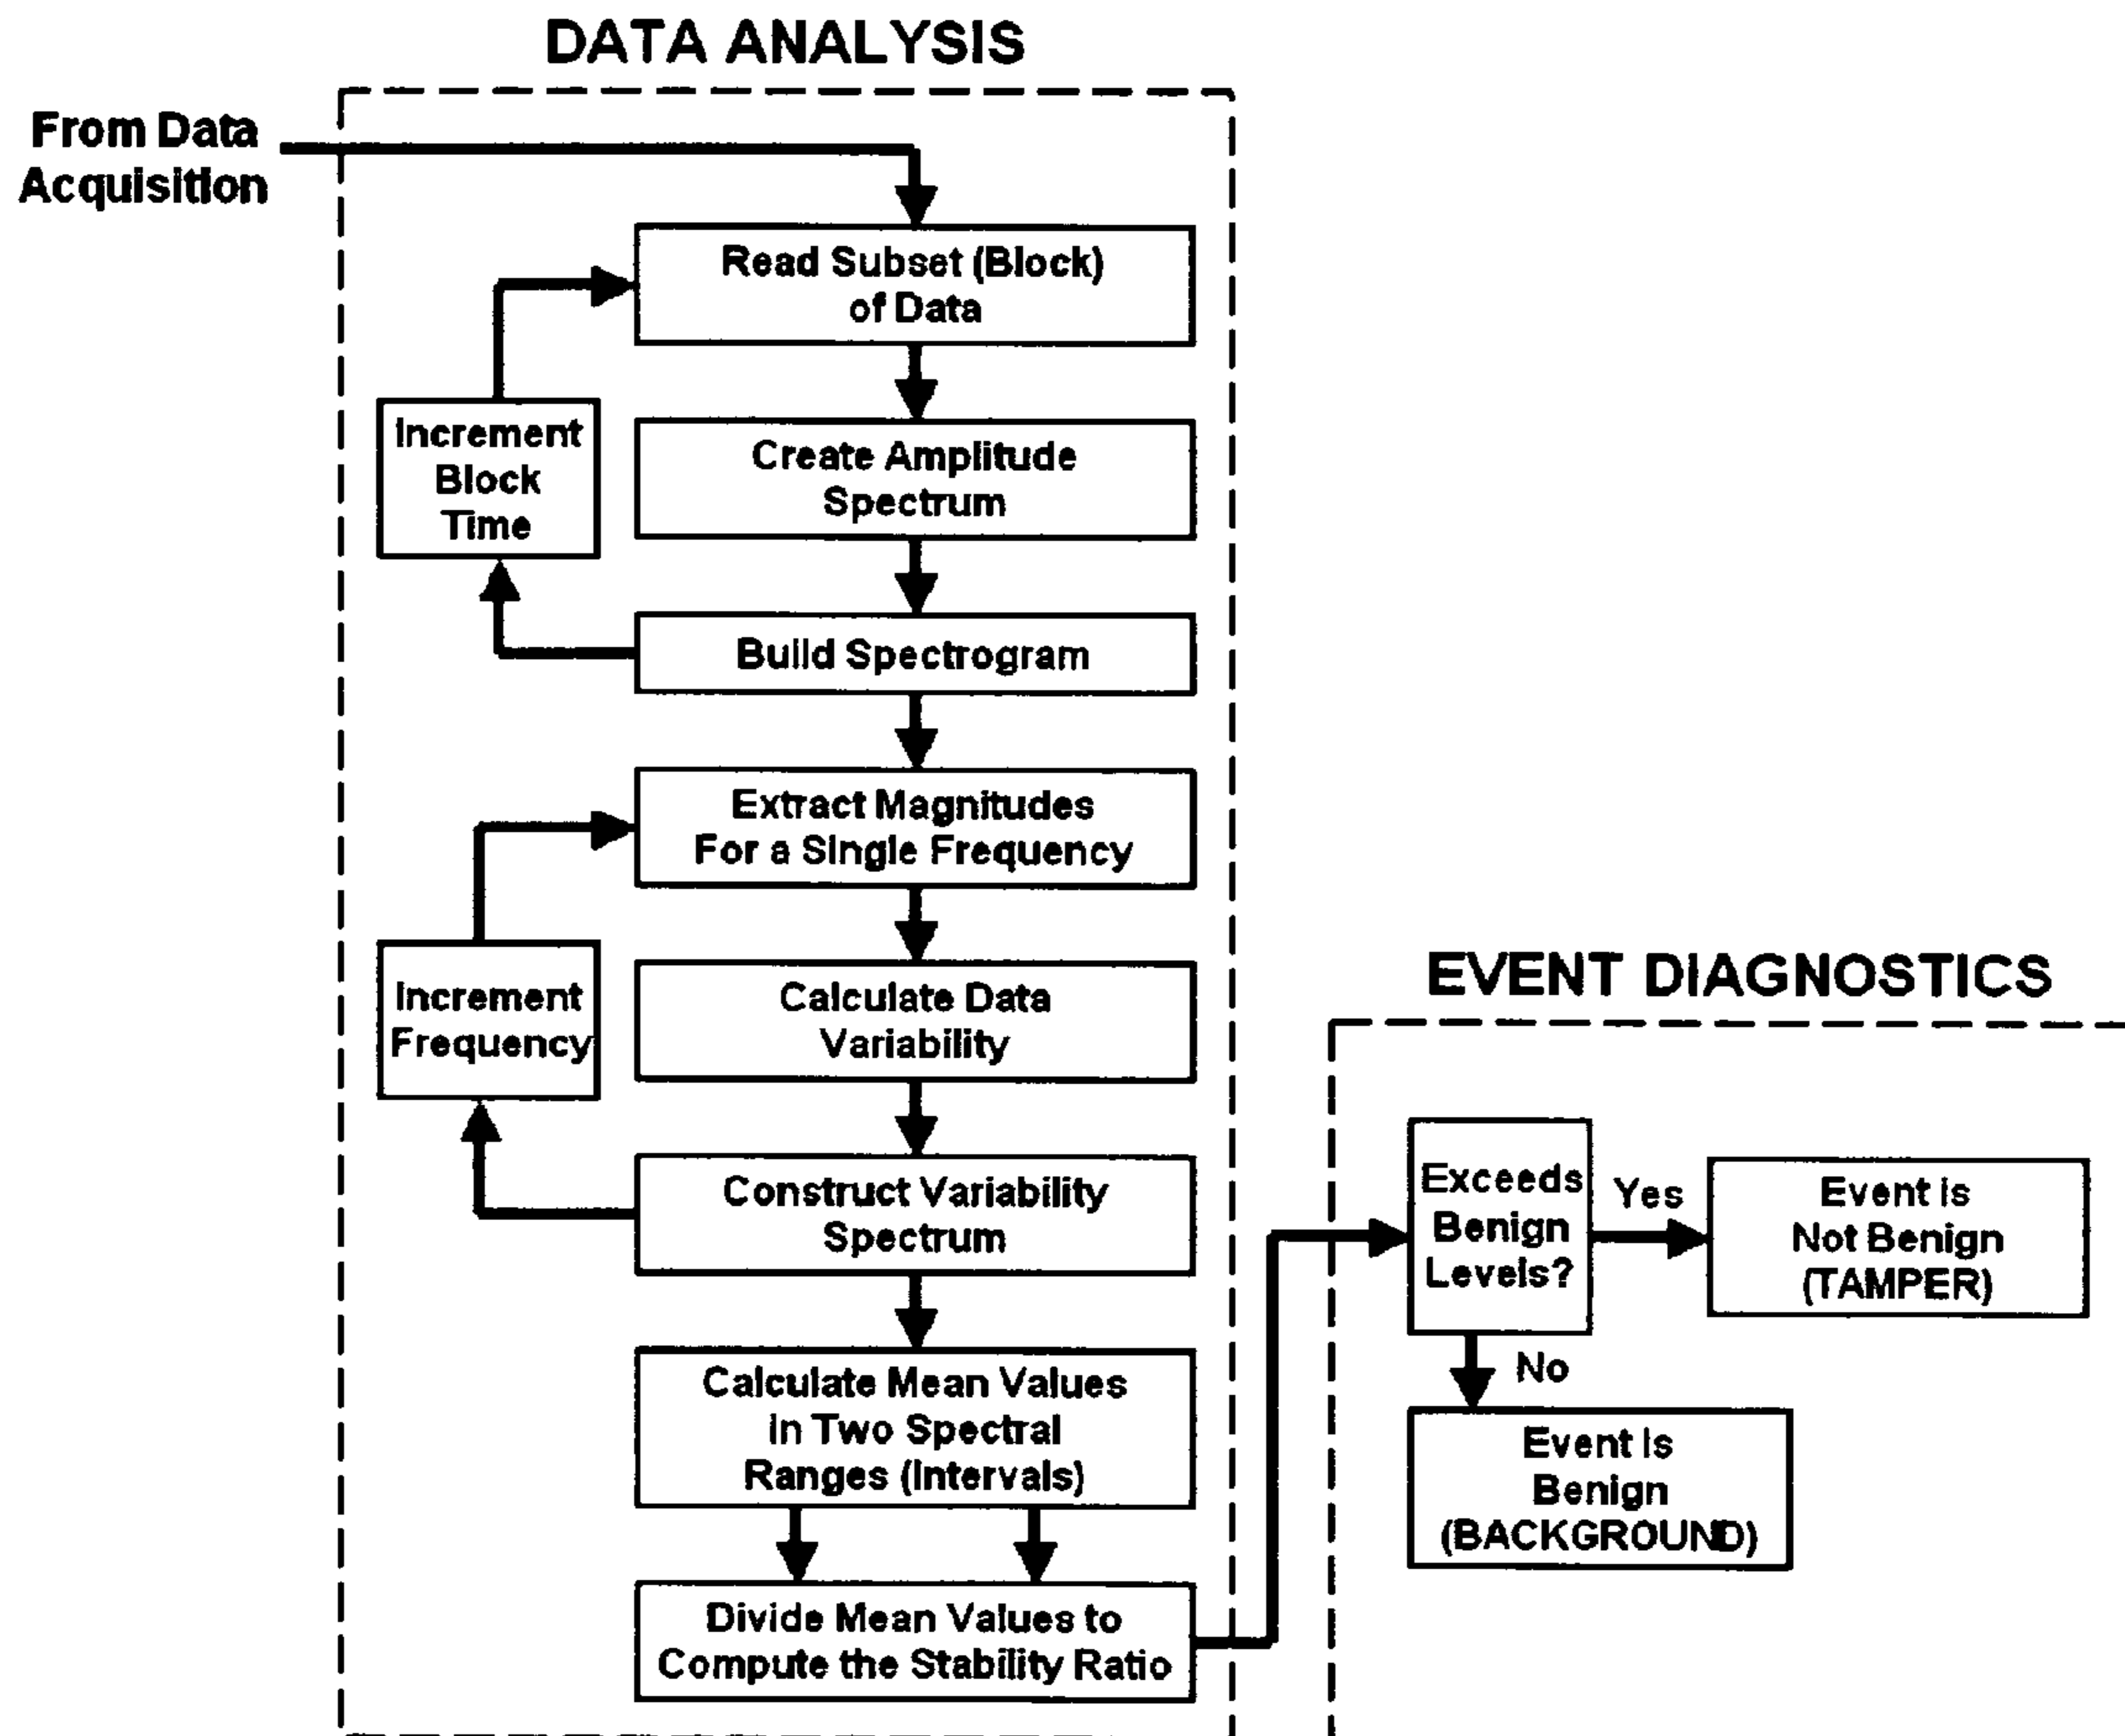 DATA ANALYSIS
From Data
Acquisition
Read Subset (Block)
of Data
Increment
Block
Time
Create Amplitude
Spectrum
Build Spectrogram
Extract Magnitudes
For a Single Frequency
Increment
Frequency
Calculate Data
Variability
Construct Variability
Spectrum
Calculate Mean Values
in Two Spectral
Ranges (Intervals)
Divide Mean Values to
Compute the Stability Ratio
EVENT DIAGNOSTICS
Exceeds
Benign
Levels?
Yes
Event is
Not Benign
(TAMPER)
No
Event is
Benign
(BACKGROUND)